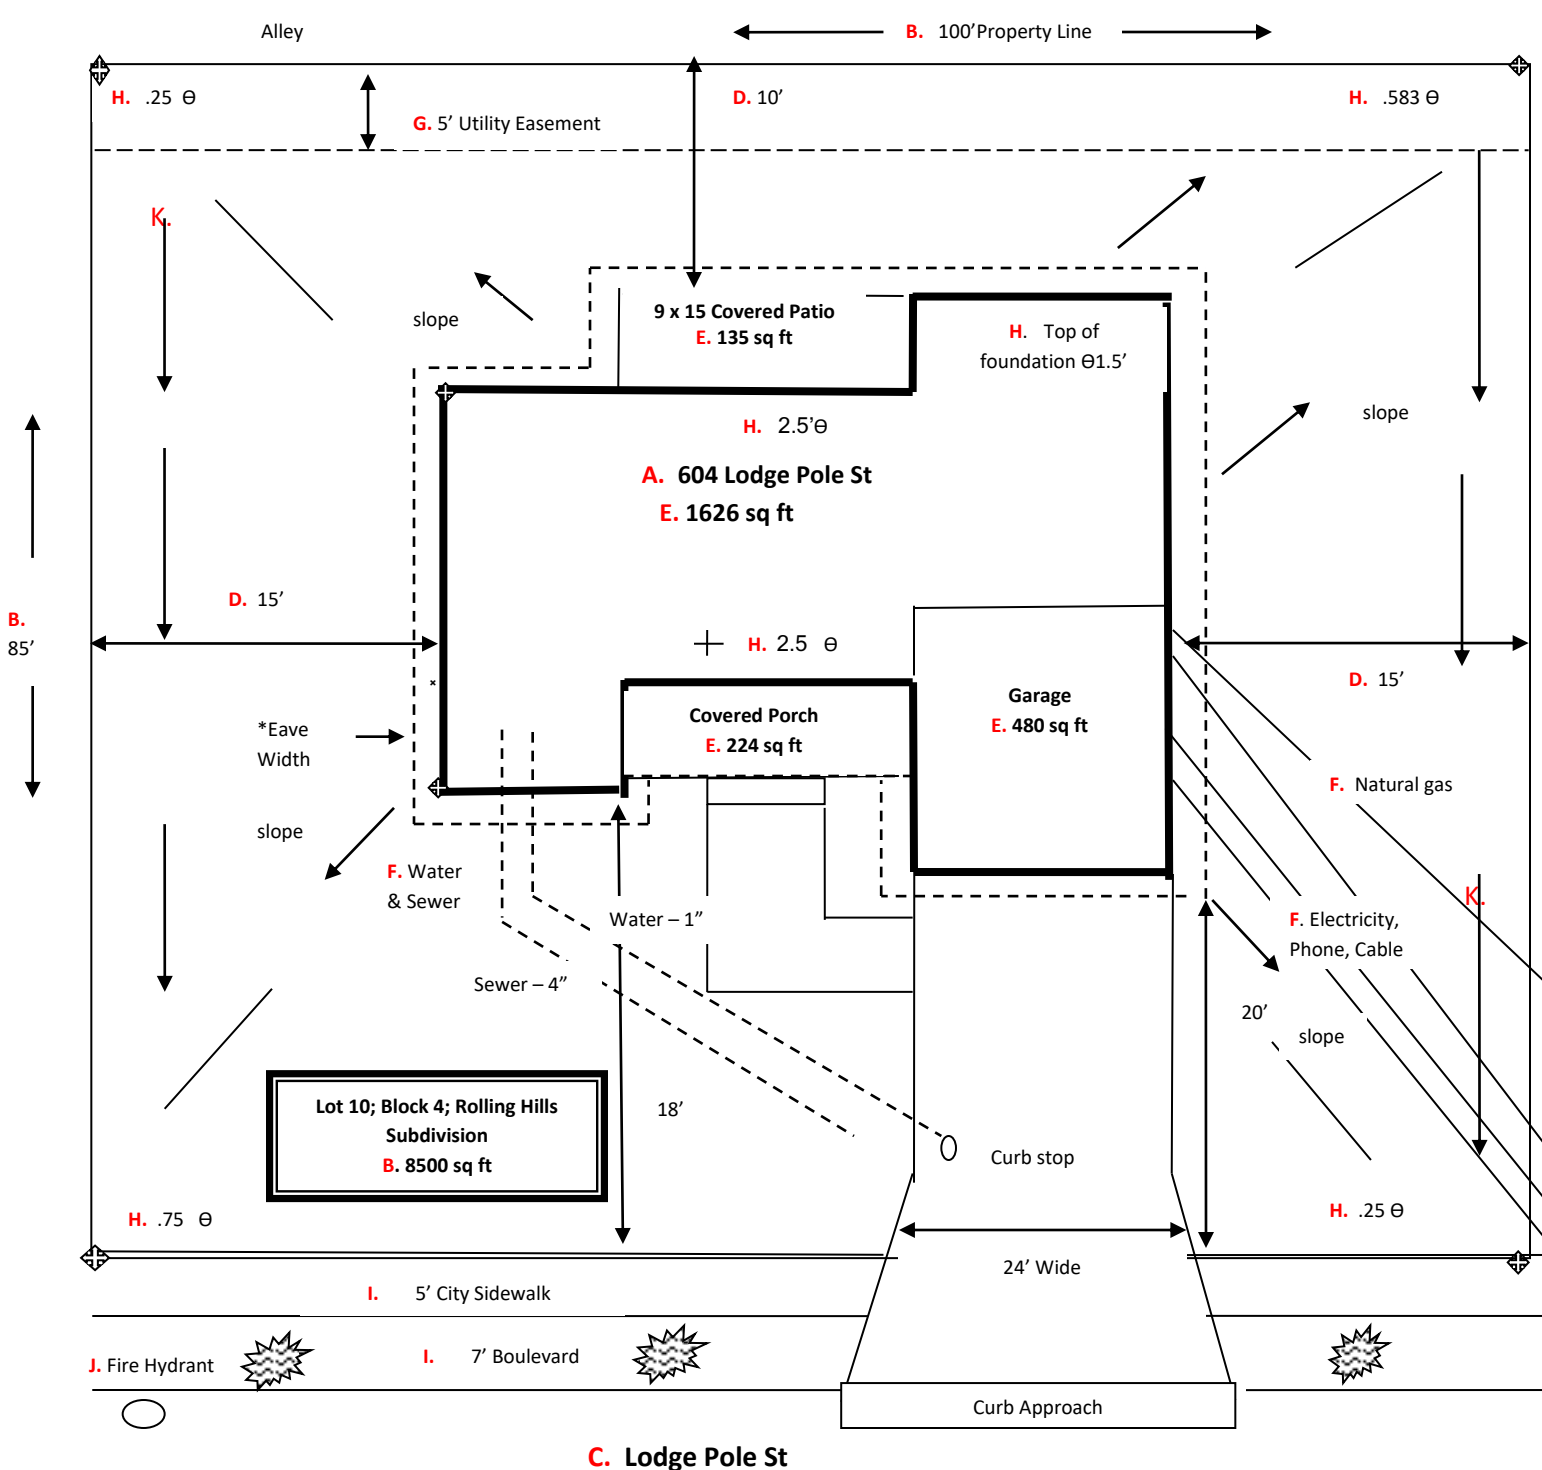 Alley
B. 100'Property Line
H. .25 Ɵ
D. 10'
H. .583 Ɵ
G. 5' Utility Easement
K.
slope
9 x 15 Covered Patio
E. 135 sq ft
H. Top of
foundation Ɵ1.5'
slope
H. 2.5'Ɵ
A. 604 Lodge Pole St
E. 1626 sq ft
D. 15'
B.
85'
H. 2.5 Ɵ
D. 15'
Garage
E. 480 sq ft
Covered Porch
E. 224 sq ft
*Eave
Width
F. Natural gas
slope
F. Water
& Sewer
K.
Water – 1”
F. Electricity,
Phone, Cable
Sewer – 4”
20'
slope
Lot 10; Block 4; Rolling Hills
Subdivision
B. 8500 sq ft
18'
Curb stop
H. .75 Ɵ
H. .25 Ɵ
24' Wide
I. 5' City Sidewalk
J. Fire Hydrant
I. 7' Boulevard
Curb Approach
C. Lodge Pole St